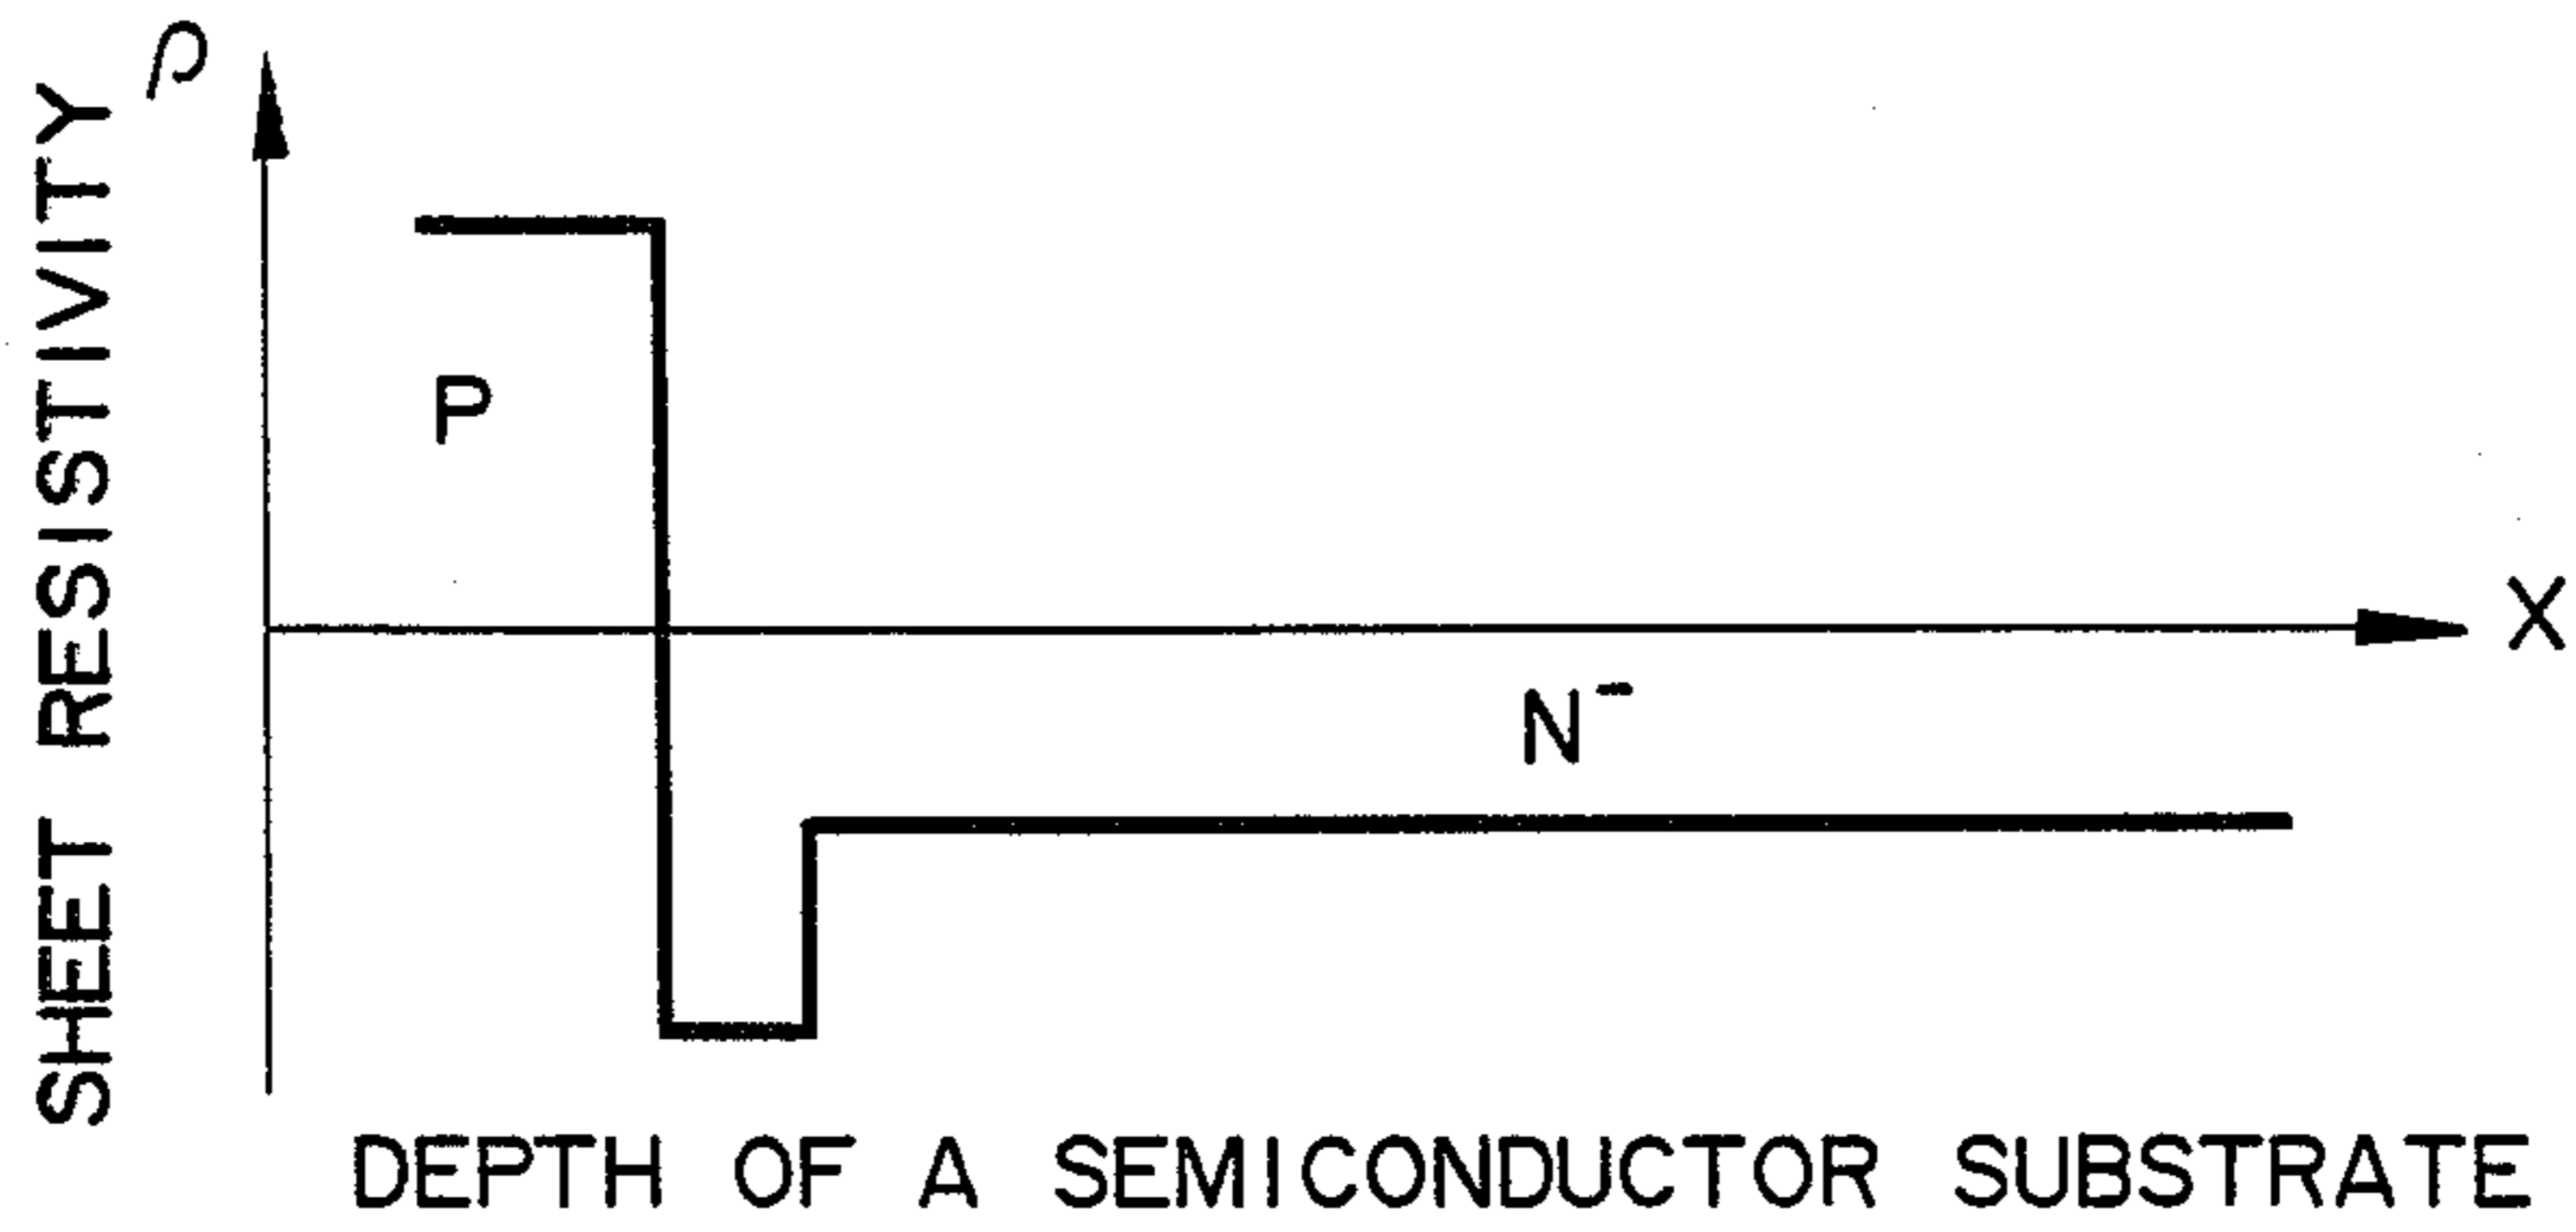 ρ
SHEET RESISTIVITY
P
X
N⁻
DEPTH OF A SEMICONDUCTOR SUBSTRATE